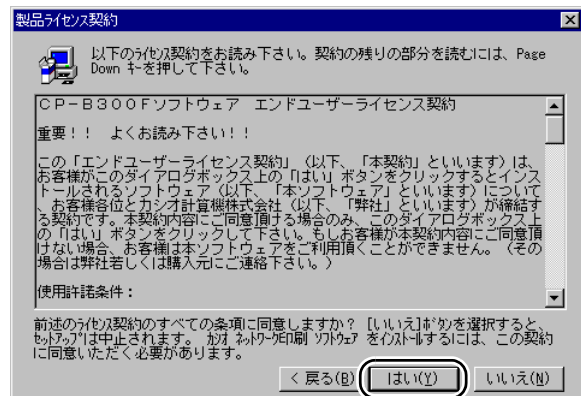 製品ライセンス契約
以下のライセンス契約をお読み下さい。契約の残りの部分を読むには、Page
Down キーを押して下さい。
CP-B300Fソフトウェア エンドユーザーライセンス契約
重要!! よくお読み下さい!!
この「エンドユーザーライセンス契約」(以下、「本契約」といいます)は、
お客様がこのダイアログボックス上の「はい」ボタンをクリックするとインス
トールされるソフトウェア(以下、「本ソフトウェア」といいます)について
、お客様各位とカシオ計算機株式会社(以下、「弊社」といいます)が締結す
る契約です。本契約内容にご同意頂ける場合のみ、このダイアログボックス上
の「はい」ボタンをクリックして下さい。もしお客様が本契約内容にご同意頂
けない場合、お客様は本ソフトウェアをご利用頂くことができません。(その
場合は弊社若しくは購入元にご連絡下さい。)
使用許諾条件:
前述のライセンス契約のすべての条項に同意しますか? [いいえ]ボタンを選択すると、
セットアップは中止されます。 カシオ ネットワークE印刷 ソフトウェア をインストールするには、この契約
に同意いただく必要があります。
< 戻る(B) はい(Y) いいえ(N)